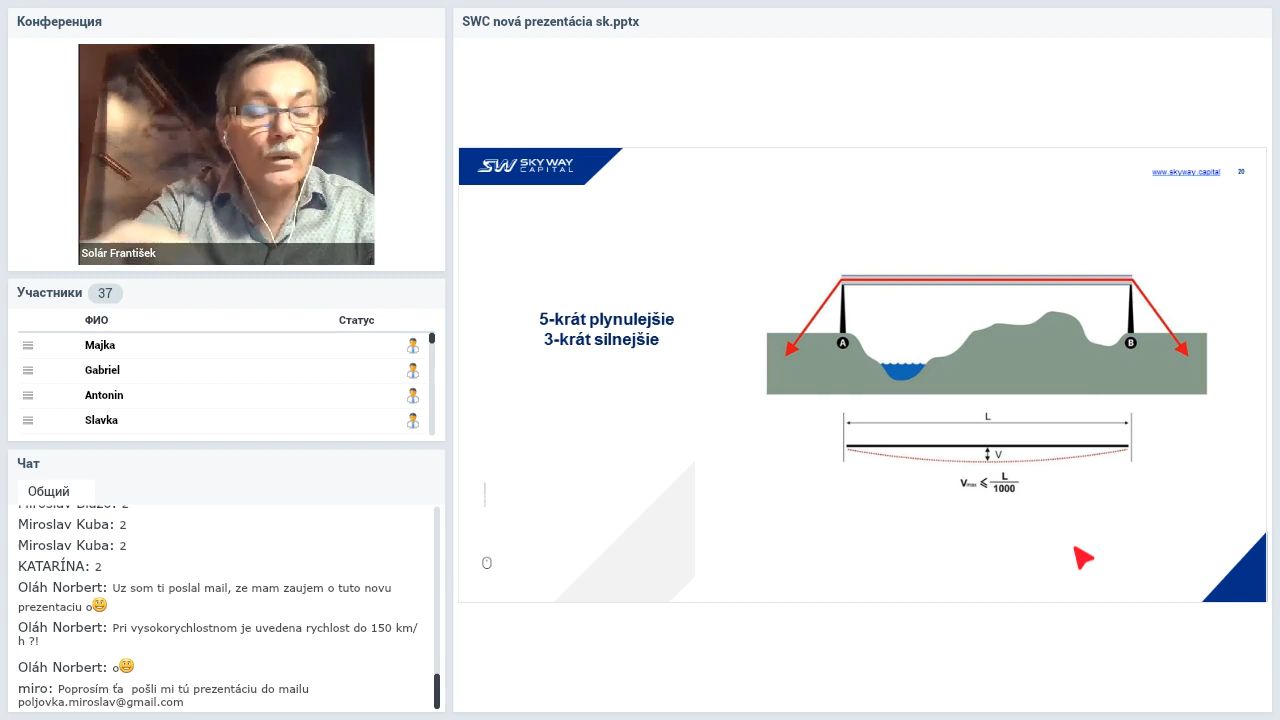 Конференция
Solár František
Участники 37
ФИО Статус
Majka
Gabriel
Antonin
Slavka
Чат
Общий
Miroslav Kuba: 2
Miroslav Kuba: 2
KATARÍNA: 2
Oláh Norbert: Uz som ti poslal mail, ze mam zaujem o tuto novu
prezentaciu o
Oláh Norbert: Pri vysokorychlostnom je uvedena rychlost do 150 km/
h ?!
Oláh Norbert: o
miro: Poprosím ťa pošli mi tú prezentáciu do mailu
poljovka.miroslav@gmail.com
SWC nová prezentácia sk.pptx
SW SKY WAY
CAPITAL
www.skyway.capital 20
5-krát plynulejšie
3-krát silnejšie
A B
L
V
Vmax ⩽ L
1000